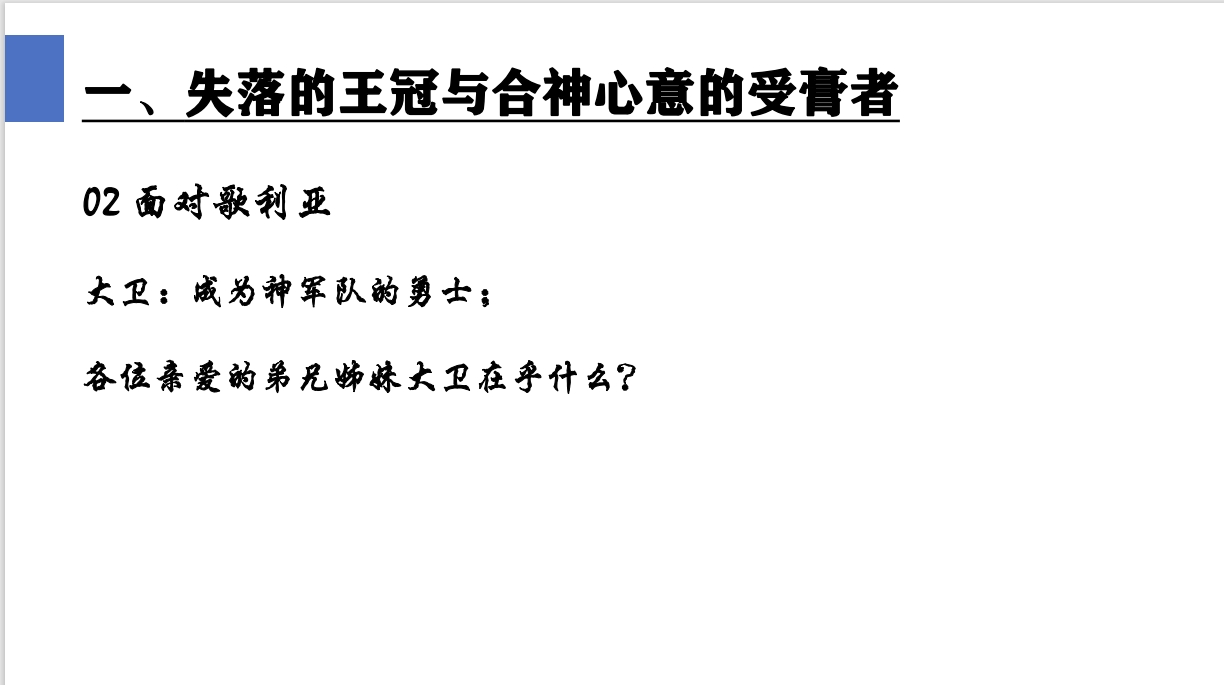 一、失落的王冠与合神心意的受膏者
02 面对歌利亚
大卫：成为神军队的勇士；
各位亲爱的弟兄姊妹大卫在乎什么？